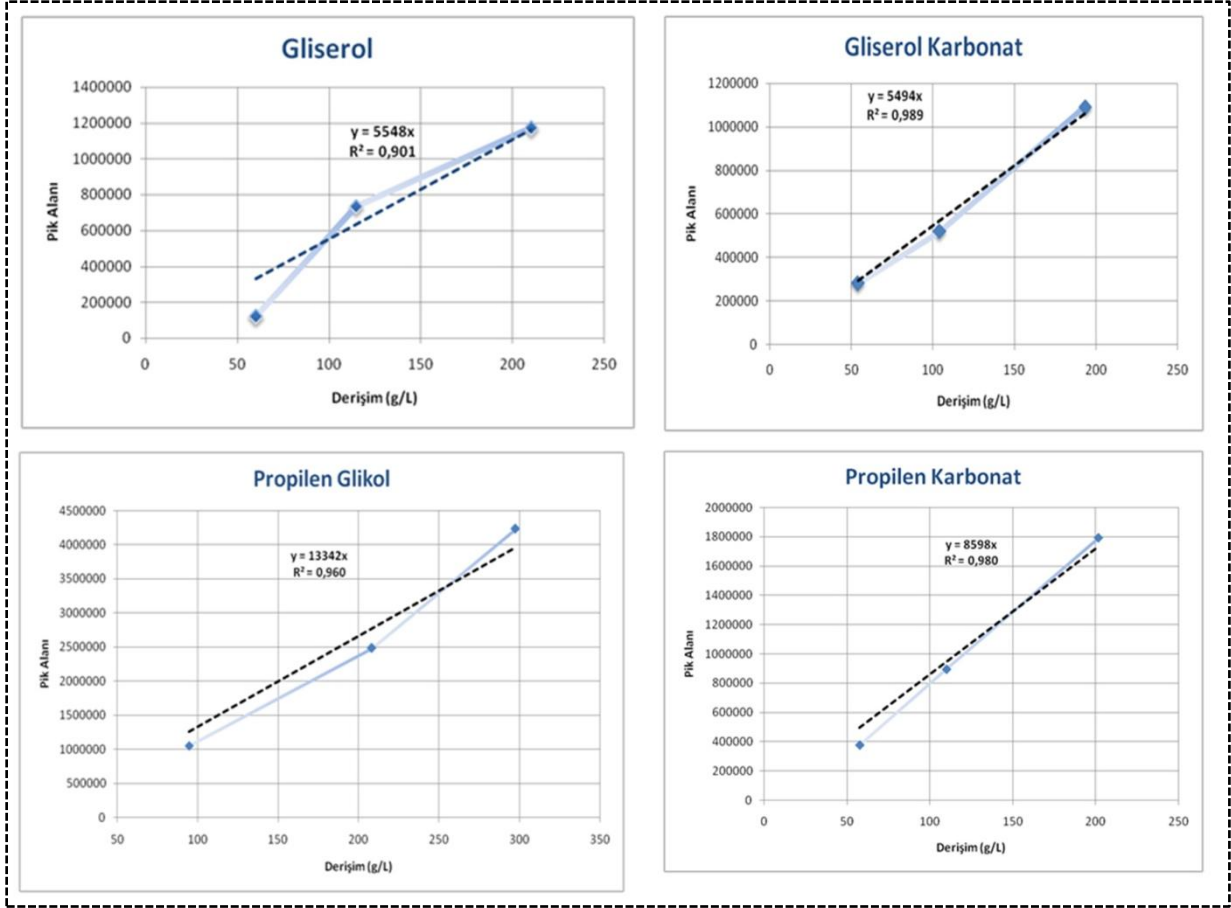 Gliserol
1400000
1200000
1000000
800000
600000
400000
200000
0
y = 5548x
R² = 0,901
0 50 100 150 200 250
Pik Alanı
Derişim (g/L)
Gliserol Karbonat
1200000
1000000
800000
600000
400000
200000
0
y = 5494x
R² = 0,989
0 50 100 150 200 250
Pik Alanı
Derişim (g/L)
Propilen Glikol
4500000
4000000
3500000
3000000
2500000
2000000
1500000
1000000
500000
0
y = 13342x
R² = 0,960
50 100 150 200 250 300 350
Pik Alanı
Derişim (g/L)
Propilen Karbonat
2000000
1800000
1600000
1400000
1200000
1000000
800000
600000
400000
200000
0
y = 8598x
R² = 0,980
0 50 100 150 200 250
Pik Alanı
Derişim (g/L)